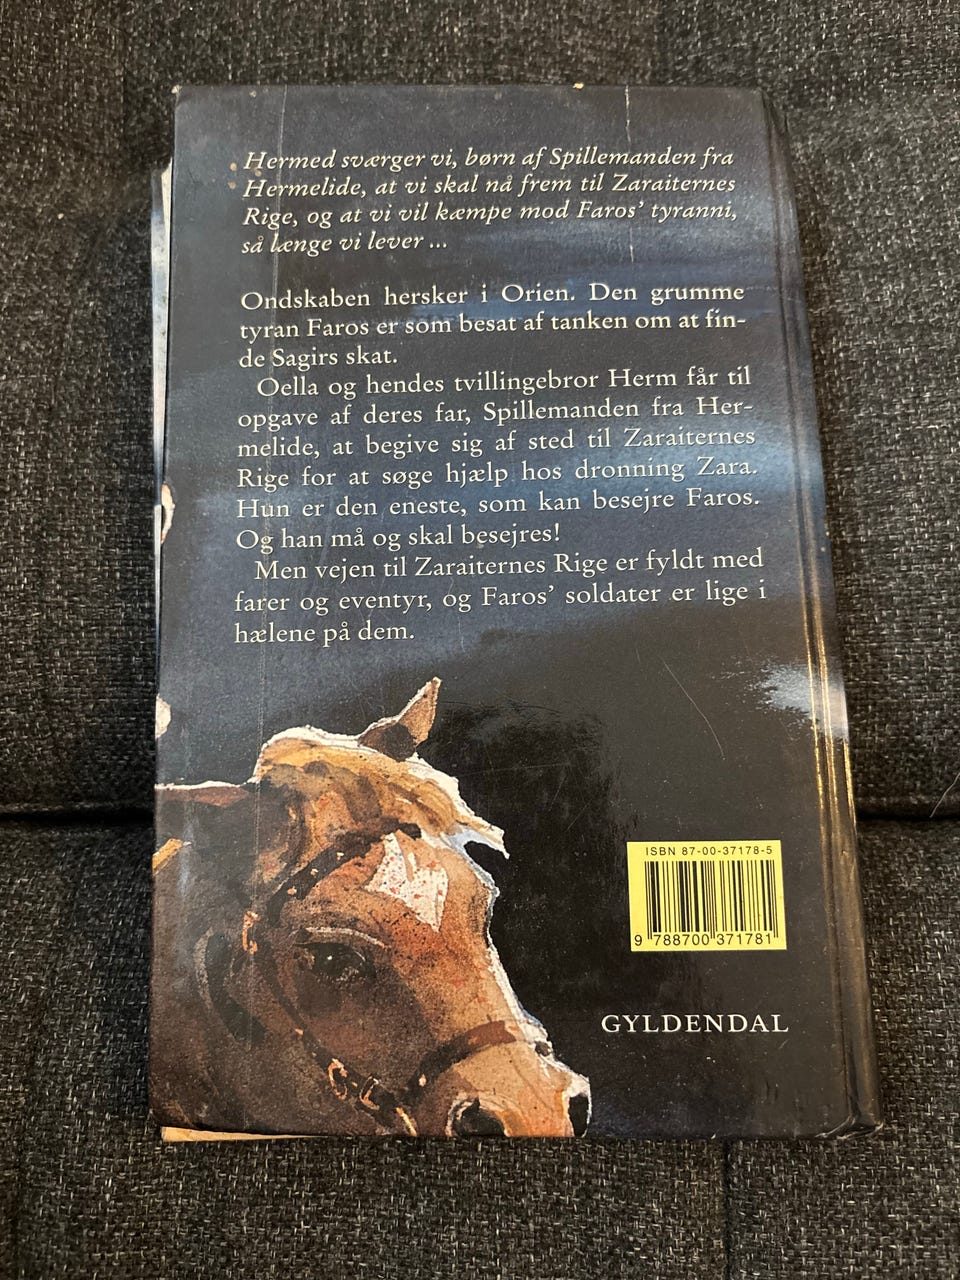 Hermed sværger vi, børn af Spillemanden fra
Hermelide, at vi skal nå frem til Zaraiternes
Rige, og at vi vil kæmpe mod Faros' tyranni,
så længe vi lever ...
Ondskaben hersker i Orien. Den grumme
tyran Faros er som besat af tanken om at fin-
de Sagirs skat.
Oella og hendes tvillingebror Herm får til
opgave af deres far, Spillemanden fra Her-
melide, at begive sig af sted til Zaraiternes
Rige for at søge hjælp hos dronning Zara.
Hun er den eneste, som kan besejre Faros.
Og han må og skal besejres!
Men vejen til Zaraiternes Rige er fyldt med
farer og eventyr, og Faros' soldater er lige i
hælene på dem.
ISBN 87-00-37178-5
9 788700 371781
GYLDENDAL